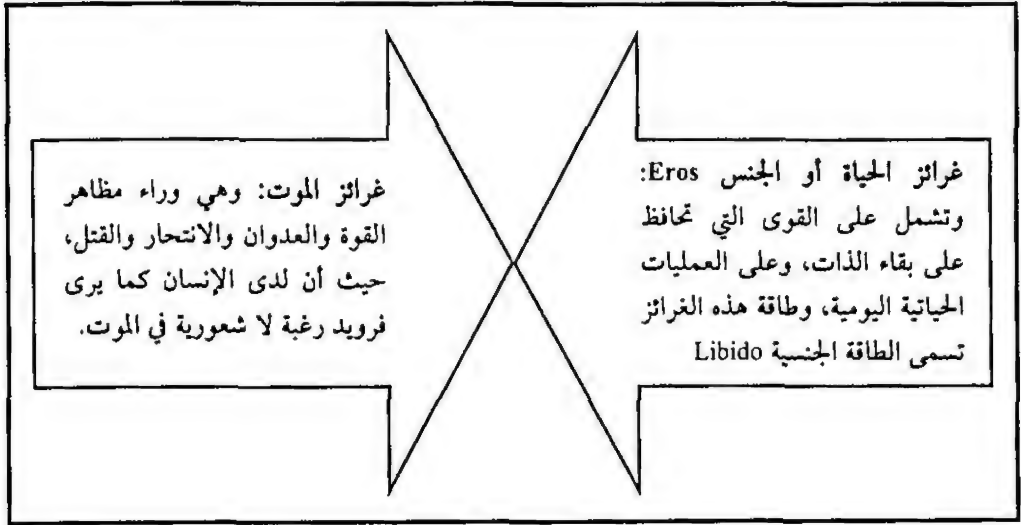 غرائز الحياة أو الجنس Eros:
وتشمل على القوى التي تحافظ
على بقاء الذات، وعلى العمليات
الحياتية اليومية، وطاقة هذه الغرائز
تسمى الطاقة الجنسية Libido
غرائز الموت: وهي وراء مظاهر
القوة والعدوان والانتحار والقتل،
حيث أن لدى الإنسان كما يرى
فرويد رغبة لا شعورية في الموت.